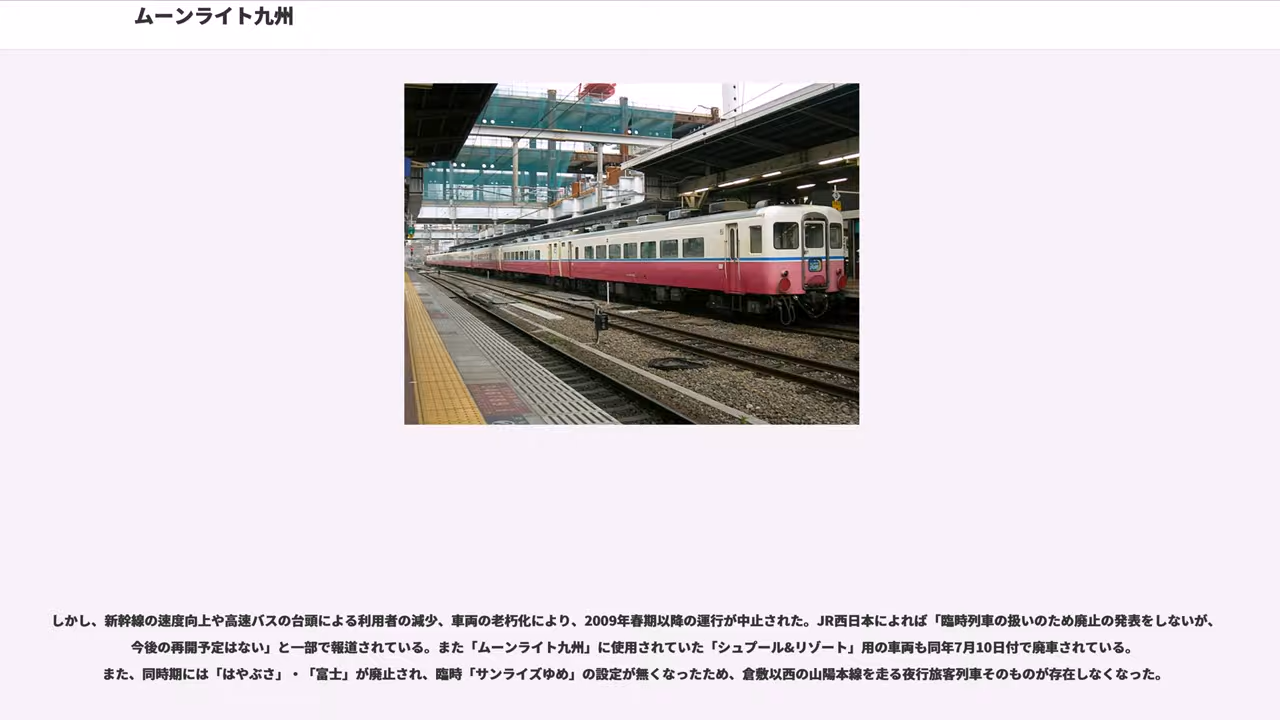 ムーンライト九州
しかし、新幹線の速度向上や高速バスの台頭による利用者の減少、車両の老朽化により、2009年春期以降の運行が中止された。JR西日本によれば「臨時列車の扱いのため廃止の発表をしないが、
今後の再開予定はない」と一部で報道されている。また「ムーンライト九州」に使用されていた「シュプール&リゾート」用の車両も同年7月10日付で廃車されている。
また、同時期には「はやぶさ」・「富士」が廃止され、臨時「サンライズゆめ」の設定が無くなったため、倉敷以西の山陽本線を走る夜行旅客列車そのものが存在しなくなった。